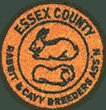 ESSEX COUNTY
RABBIT & CAVY BREEDERS ASS'N